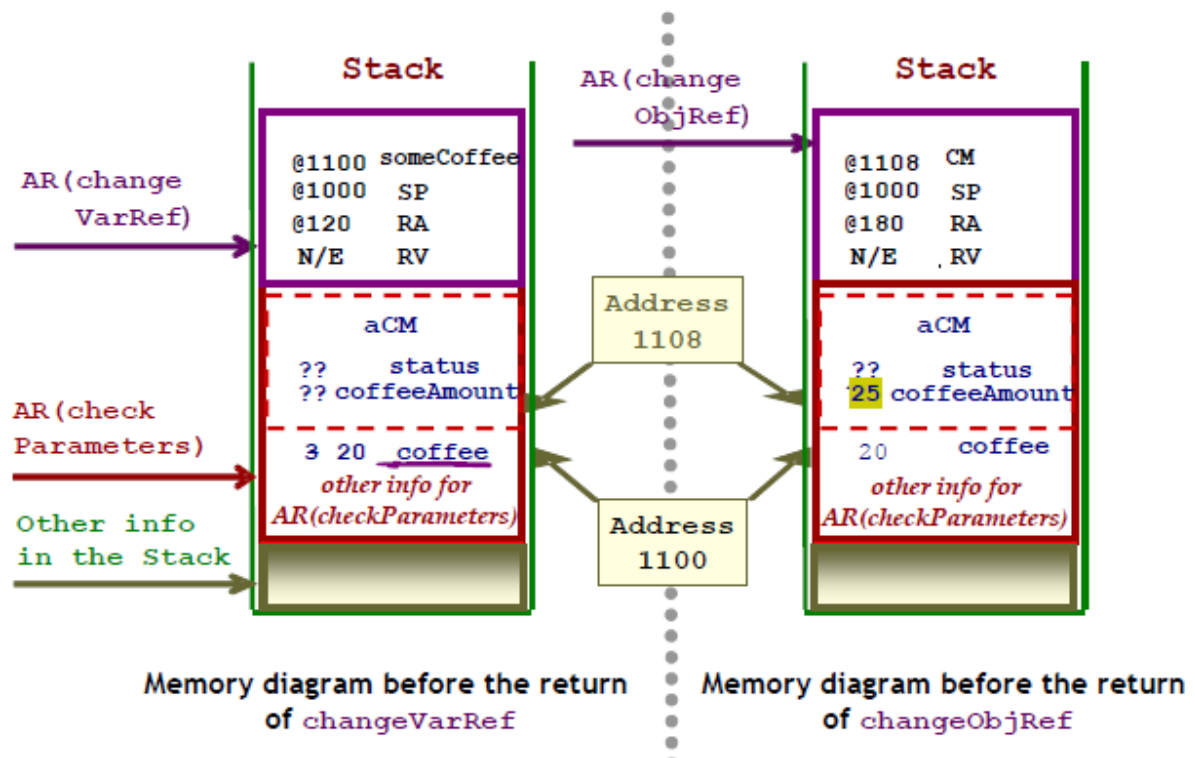 Stack
AR(change
VarRef)
@1100 someCoffee
@1000 SP
@120 RA
N/E RV
aCM
?? status
?? coffeeAmount
AR(check
Parameters)
3 20 coffee
other info for
AR(checkParameters)
Other info
in the Stack
Address
1108
Address
1100
Stack
AR(change
ObjRef)
@1108 CM
@1000 SP
@180 RA
N/E . RV
aCM
?? status
25 coffeeAmount
20 coffee
other info for
AR(checkParameters)
Memory diagram before the return
of changeVarRef
Memory diagram before the return
of changeObjRef